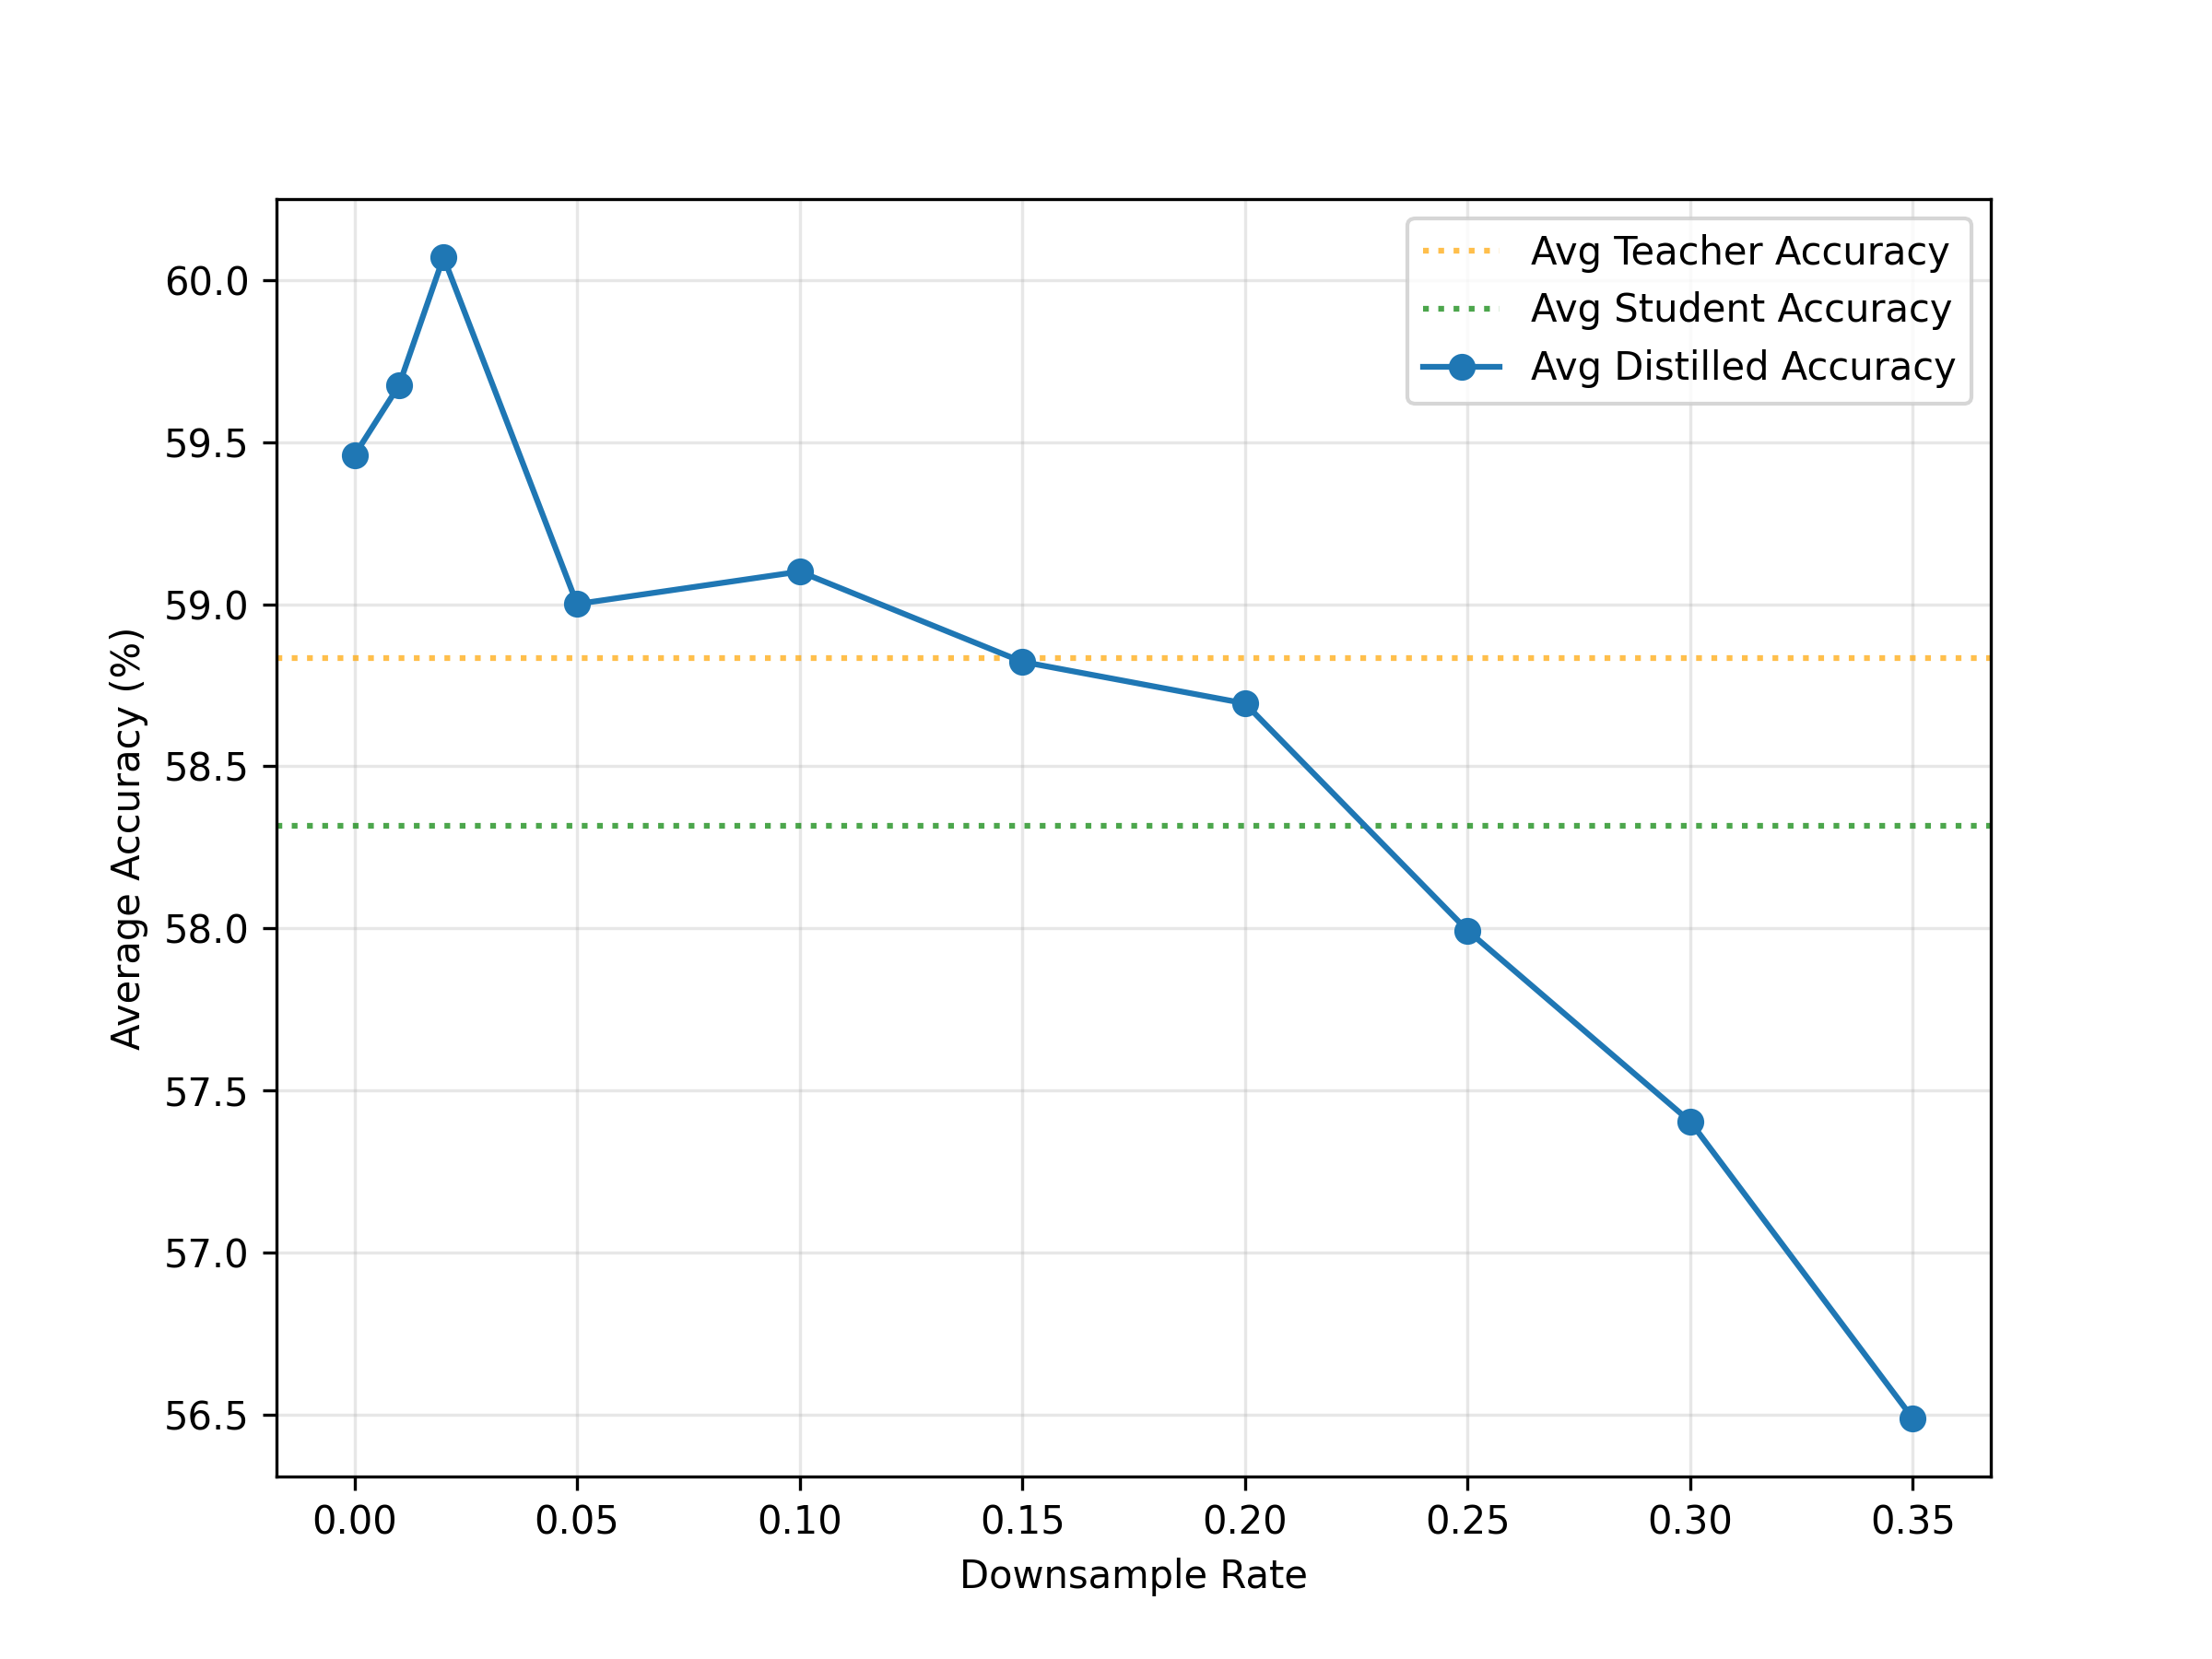 Avg Teacher Accuracy
Avg Student Accuracy
Avg Distilled Accuracy
60.0
59.5
59.0
58.5
58.0
57.5
57.0
56.5
Average Accuracy (%)
0.00 0.05 0.10 0.15 0.20 0.25 0.30 0.35
Downsample Rate